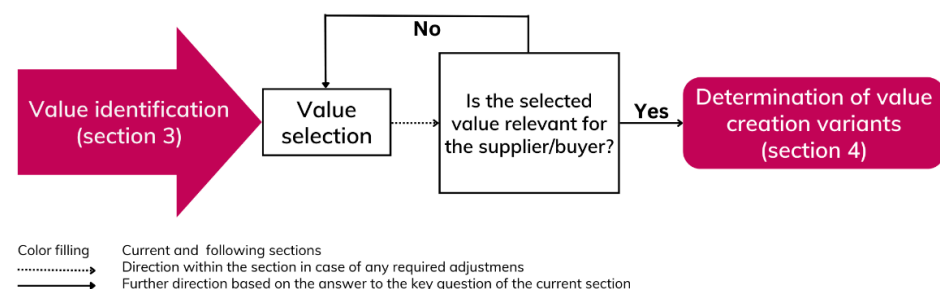 No
Value identification
(section 3)
Value
selection
Is the selected
value relevant for
the supplier/buyer?
Yes
Determination of value
creation variants
(section 4)
Color filling Current and following sections
Direction within the section in case of any required adjustmens
Further direction based on the answer to the key question of the current section